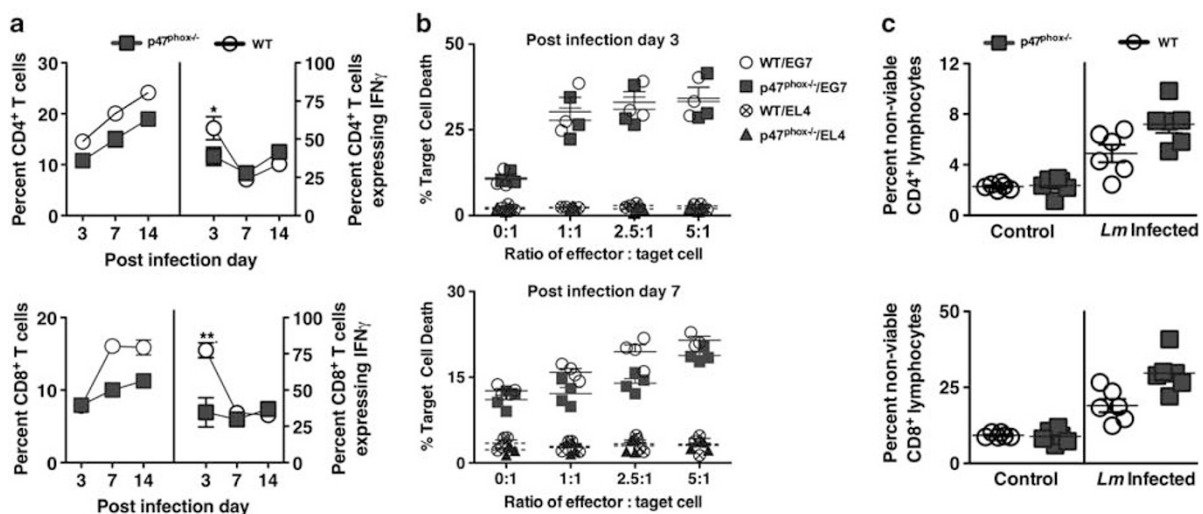 a
p47phox-/- WT
Percent CD4+ T cells
30
20
10
0
3 7 14
*
3 7 14
100
75
50
25
0
Percent CD4+ T cells
expressing IFNγ
Post infection day
Percent CD8+ T cells
20
10
0
3 7 14
**
3 7 14
100
75
50
25
0
Percent CD8+ T cells
expressing IFNγ
Post infection day
b
Post infection day 3
% Target Cell Death
50
25
0
0:1 1:1 2.5:1 5:1
Ratio of effector : taget cell
WT/EG7
p47phox-/-/EG7
WT/EL4
p47phox-/-/EL4
Post infection day 7
% Target Cell Death
30
15
0
0:1 1:1 2.5:1 5:1
Ratio of effector : taget cell
c
p47phox-/- WT
Percent non-viable
CD4+ lymphocytes
12
8
4
0
Control Lm Infected
Percent non-viable
CD8+ lymphocytes
50
25
0
Control Lm Infected